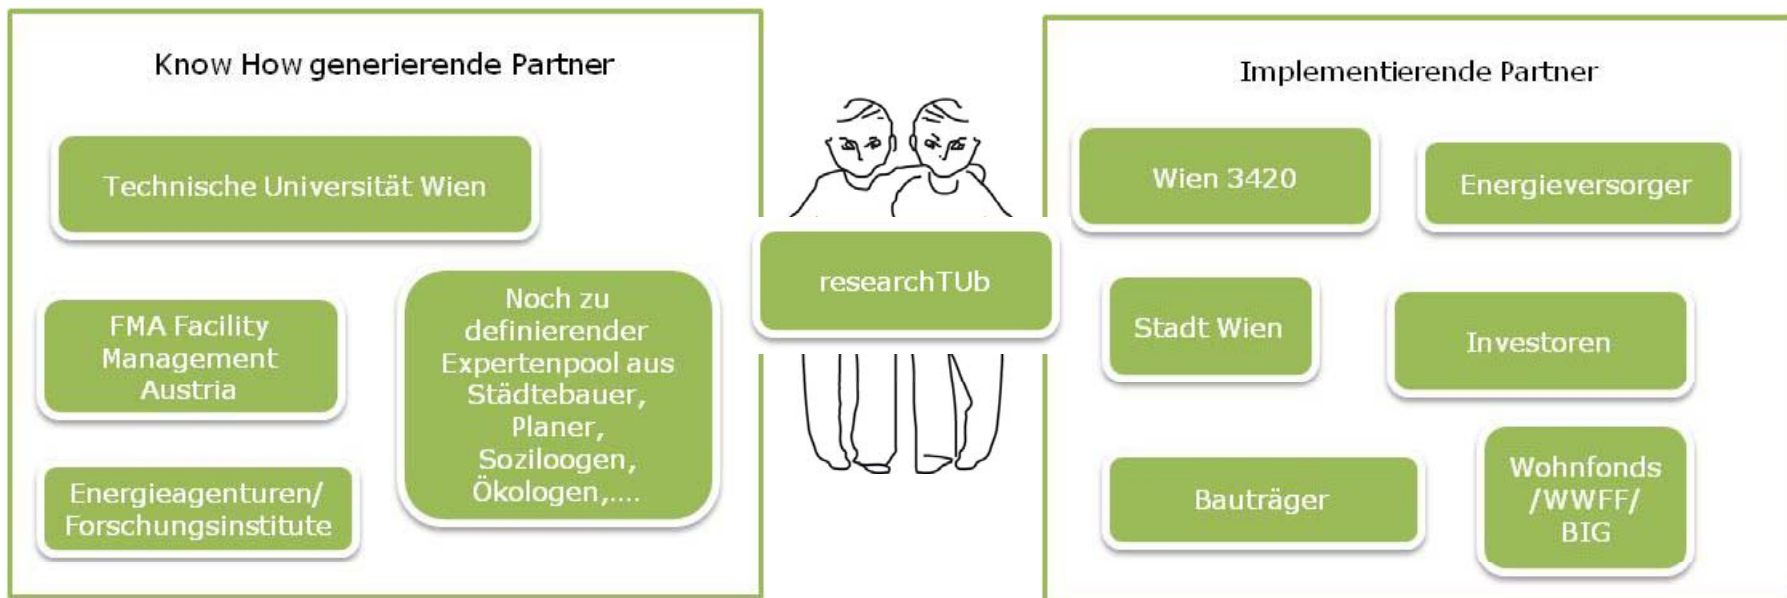 Know How generierende Partner
Technische Universität Wien
FMA Facility
Management
Austria
Noch zu
definierender
Expertenpool aus
Städtebauer,
Planer,
Soziloogen,
Ökologen,....
Energieagenturen/
Forschungsinstitute
researchTUb
Implementierende Partner
Wien 3420
Energieversorger
Stadt Wien
Investoren
Bauträger
Wohnfonds
/WWFF/
BIG